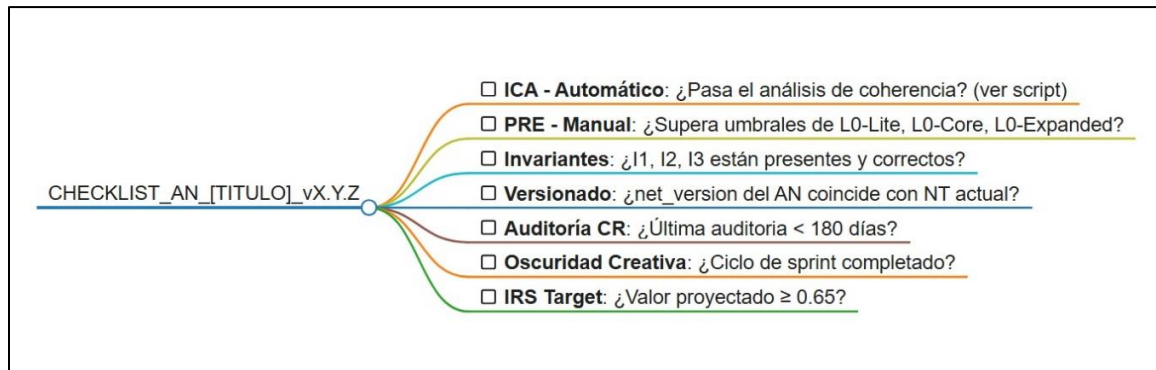 CHECKLIST_AN_[TITULO]_vX.Y.Z
☐ ICA - Automático: ¿Pasa el análisis de coherencia? (ver script)
☐ PRE - Manual: ¿Supera umbrales de L0-Lite, L0-Core, L0-Expanded?
☐ Invariantes: ¿I1, I2, I3 están presentes y correctos?
☐ Versionado: ¿net_version del AN coincide con NT actual?
☐ Auditoría CR: ¿Última auditoria < 180 días?
☐ Oscuridad Creativa: ¿Ciclo de sprint completado?
☐ IRS Target: ¿Valor proyectado ≥ 0.65?